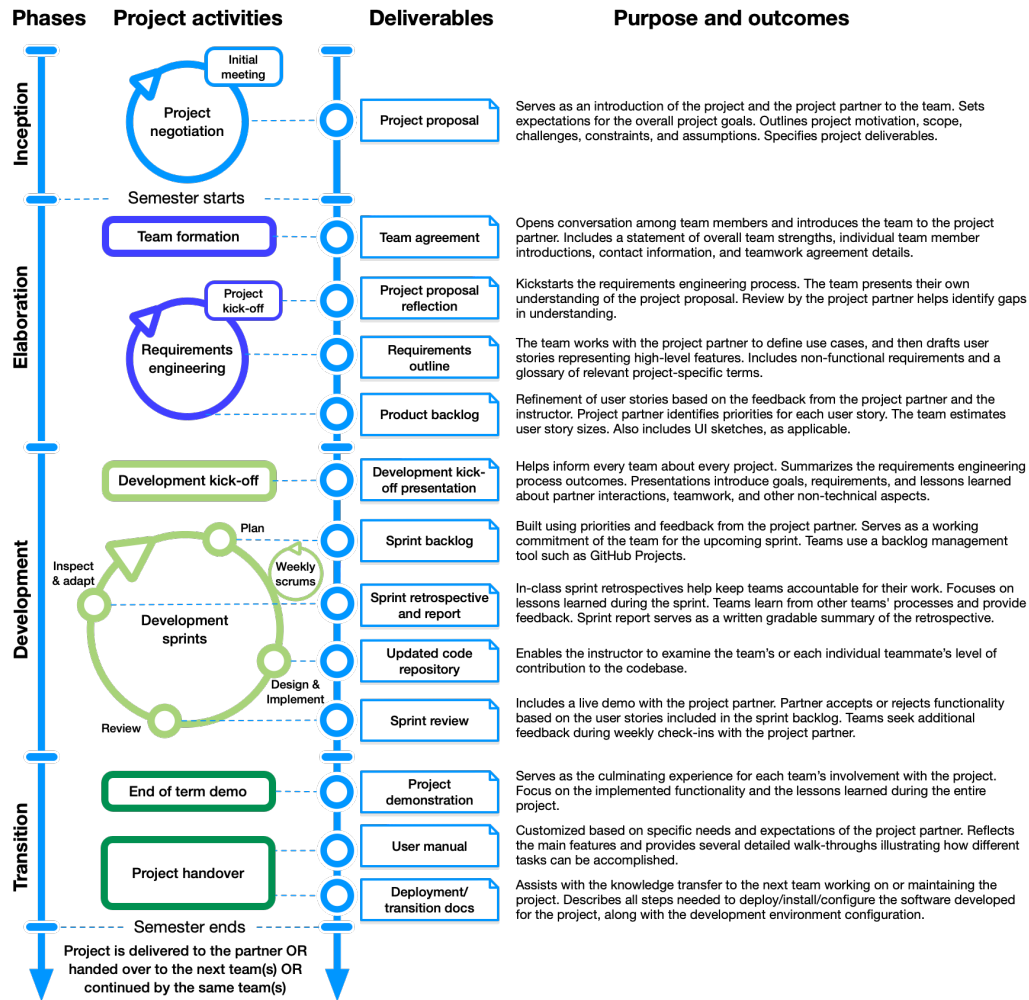 Phases
Project activities
Deliverables
Purpose and outcomes
Inception
Initial
meeting
Project
negotiation
Project proposal
Serves as an introduction of the project and the project partner to the team. Sets
expectations for the overall project goals. Outlines project motivation, scope,
challenges, constraints, and assumptions. Specifies project deliverables.
Semester starts
Elaboration
Team formation
Team agreement
Opens conversation among team members and introduces the team to the project
partner. Includes a statement of overall team strengths, individual team member
introductions, contact information, and teamwork agreement details.
Project
kick-off
Requirements
engineering
Project proposal
reflection
Kickstarts the requirements engineering process. The team presents their own
understanding of the project proposal. Review by the project partner helps identify gaps
in understanding.
Requirements
outline
The team works with the project partner to define use cases, and then drafts user
stories representing high-level features. Includes non-functional requirements and a
glossary of relevant project-specific terms.
Product backlog
Refinement of user stories based on the feedback from the project partner and the
instructor. Project partner identifies priorities for each user story. The team estimates
user story sizes. Also includes UI sketches, as applicable.
Development
Development kick-off
Development kick-
off presentation
Helps inform every team about every project. Summarizes the requirements engineering
process outcomes. Presentations introduce goals, requirements, and lessons learned
about partner interactions, teamwork, and other non-technical aspects.
Plan
Inspect
& adapt
Weekly
scrums
Development
sprints
Design &
Implement
Review
Sprint backlog
Built using priorities and feedback from the project partner. Serves as a working
commitment of the team for the upcoming sprint. Teams use a backlog management
tool such as GitHub Projects.
Sprint retrospective
and report
In-class sprint retrospectives help keep teams accountable for their work. Focuses on
lessons learned during the sprint. Teams learn from other teams' processes and provide
feedback. Sprint report serves as a written gradable summary of the retrospective.
Updated code
repository
Enables the instructor to examine the team’s or each individual teammate’s level of
contribution to the codebase.
Sprint review
Includes a live demo with the project partner. Partner accepts or rejects functionality
based on the user stories included in the sprint backlog. Teams seek additional
feedback during weekly check-ins with the project partner.
Transition
End of term demo
Project
demonstration
Serves as the culminating experience for each team’s involvement with the project.
Focus on the implemented functionality and the lessons learned during the entire
project.
Project handover
User manual
Customized based on specific needs and expectations of the project partner. Reflects
the main features and provides several detailed walk-throughs illustrating how different
tasks can be accomplished.
Deployment/
transition docs
Assists with the knowledge transfer to the next team working on or maintaining the
project. Describes all steps needed to deploy/install/configure the software developed
for the project, along with the development environment configuration.
Semester ends
Project is delivered to the partner OR
handed over to the next team(s) OR
continued by the same team(s)